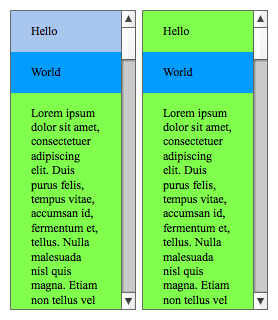 Hello
World
Lorem ipsum
dolor sit amet,
consectetuer
adipiscing
elit. Duis
purus felis,
tempus vitae,
accumsan id,
fermentum et,
tellus. Nulla
malesuada
nisl quis
magna. Etiam
non tellus vel
Hello
World
Lorem ipsum
dolor sit amet,
consectetuer
adipiscing
elit. Duis
purus felis,
tempus vitae,
accumsan id,
fermentum et,
tellus. Nulla
malesuada
nisl quis
magna. Etiam
non tellus vel